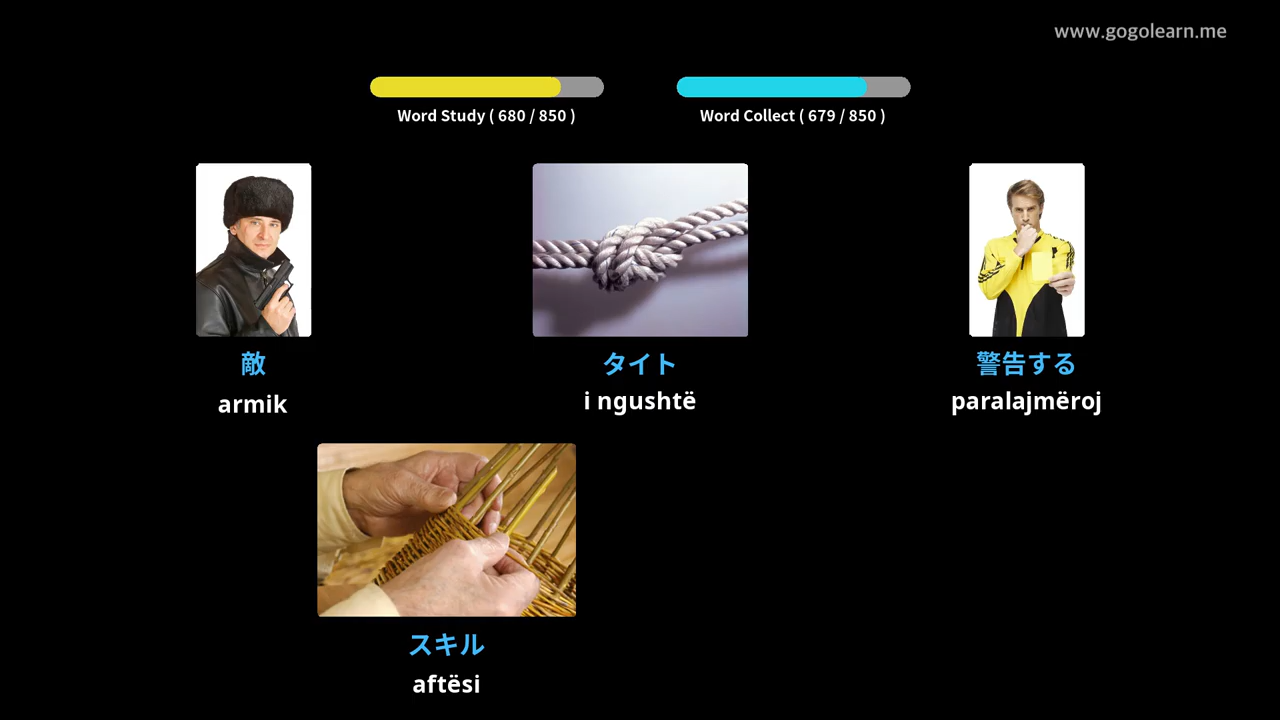 www.gogolearn.me
Word Study ( 680 / 850 )
Word Collect ( 679 / 850 )
敵
armik
タイト
i ngushtë
警告する
paralajmëroj
スキル
aftësi